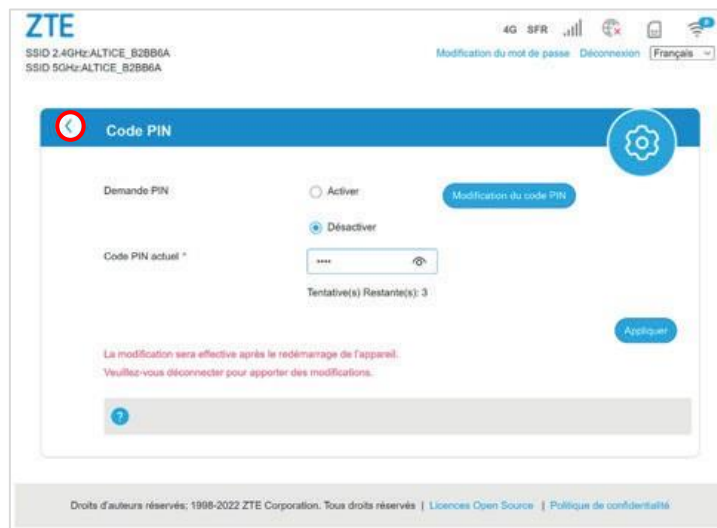 ZTE
4G SFR
0
SSID 2.4GHz:ALTICE_B2BB6A
SSID 5GHz:ALTICE_B2BB6A
Modification du mot de passe Déconnexion Français
Code PIN
Demande PIN
Activer
Modification du code PIN
Désactiver
Code PIN actuel *
••••
Tentative(s) Restante(s): 3
Appliquer
La modification sera effective après le redémarrage de l'appareil.
Veuillez-vous déconnecter pour apporter des modifications.
?
Droits d'auteurs réservés; 1998-2022 ZTE Corporation. Tous droits réservés | Licences Open Source | Politique de confidentialité